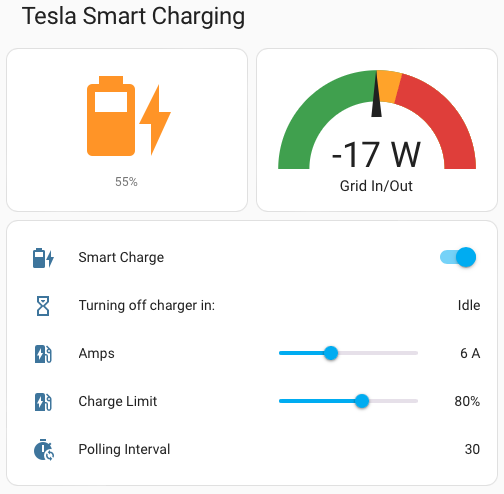 Tesla Smart Charging
55%
-17 W
Grid In/Out
Smart Charge
Turning off charger in: Idle
Amps 6 A
Charge Limit 80%
Polling Interval 30